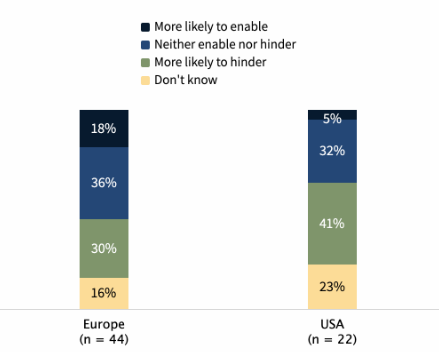 More likely to enable
Neither enable nor hinder
More likely to hinder
Don't know
18%
5%
36%
32%
30%
41%
16%
23%
Europe
(n = 44)
USA
(n = 22)